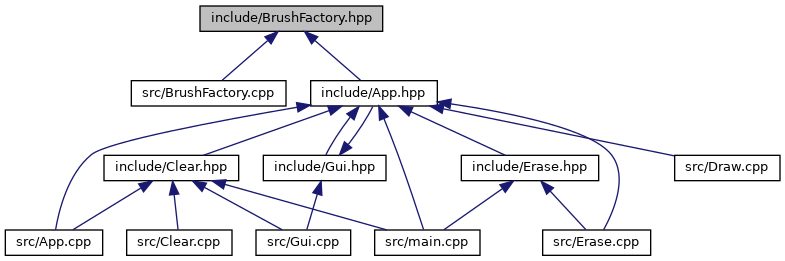 include/BrushFactory.hpp
src/BrushFactory.cpp
include/App.hpp
include/Clear.hpp
include/Gui.hpp
include/Erase.hpp
src/Draw.cpp
src/App.cpp
src/Clear.cpp
src/Gui.cpp
src/main.cpp
src/Erase.cpp